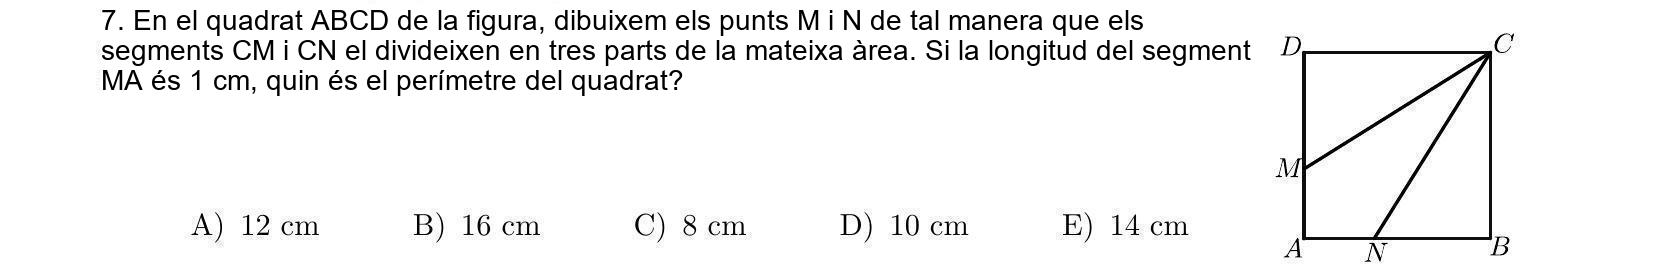 7. En el quadrat ABCD de la figura, dibuixem els punts M i N de tal manera que els
segments CM i CN el divideixen en tres parts de la mateixa àrea. Si la longitud del segment
MA és 1 cm, quin és el perímetre del quadrat?
A) 12 cm B) 16 cm C) 8 cm D) 10 cm E) 14 cm
D C
M
A N B